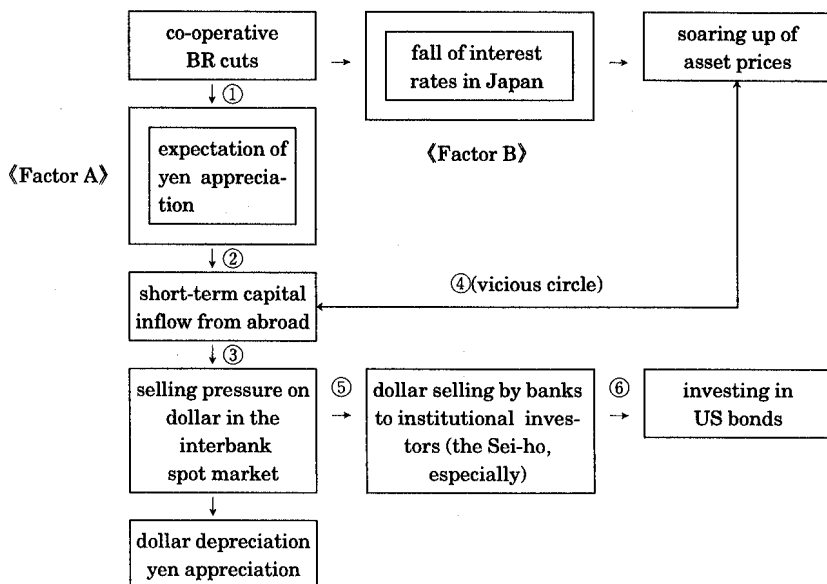 co-operative
BR cuts
→
fall of interest
rates in Japan
→
soaring up of
asset prices
↓ ①
《Factor A》
expectation of
yen apprecia-
tion
《Factor B》
↓ ②
short-term capital
inflow from abroad
④(vicious circle)
↓ ③
selling pressure on
dollar in the
interbank
spot market
⑤
→
dollar selling by banks
to institutional inves-
tors (the Sei-ho,
especially)
⑥
→
investing in
US bonds
↓
dollar depreciation
yen appreciation